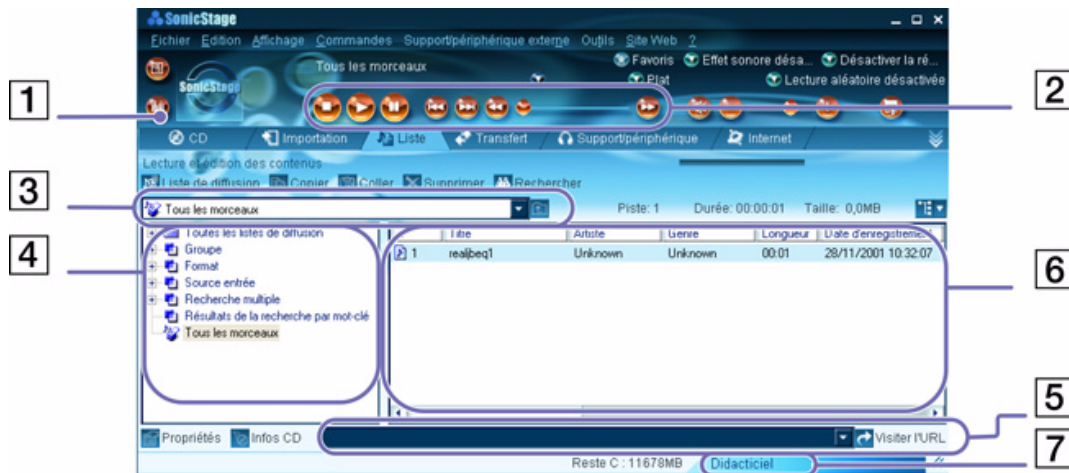 SonicStage
Fichier Edition Affichage Commandes Support/périphérique externe Outils Site Web ?
Tous les morceaux
Favoris Effet sonore désa... Désactiver la ré...
Plat Lecture aléatoire désactivée
SonicStage
1
2
CD Importation Liste Transfert Support/périphérique Internet
Lecture et édition des contenus
Liste de diffusion Copier Coller Supprimer Rechercher
3
Tous les morceaux Piste: 1 Durée: 00:00:01 Taille: 0,0MB
4
Toutes les listes de diffusion
Groupe
Format
Source entrée
Recherche multiple
Résultats de la recherche par mot-clé
Tous les morceaux
Titre Artiste Genre Longueur Date d'enregistrement
1 realjbeq1 Unknown Unknown 00:01 28/11/2001 10:32:07
6
5
Propriétés Infos CD Visiter l'URL
7
Reste C : 11678MB Didacticiel